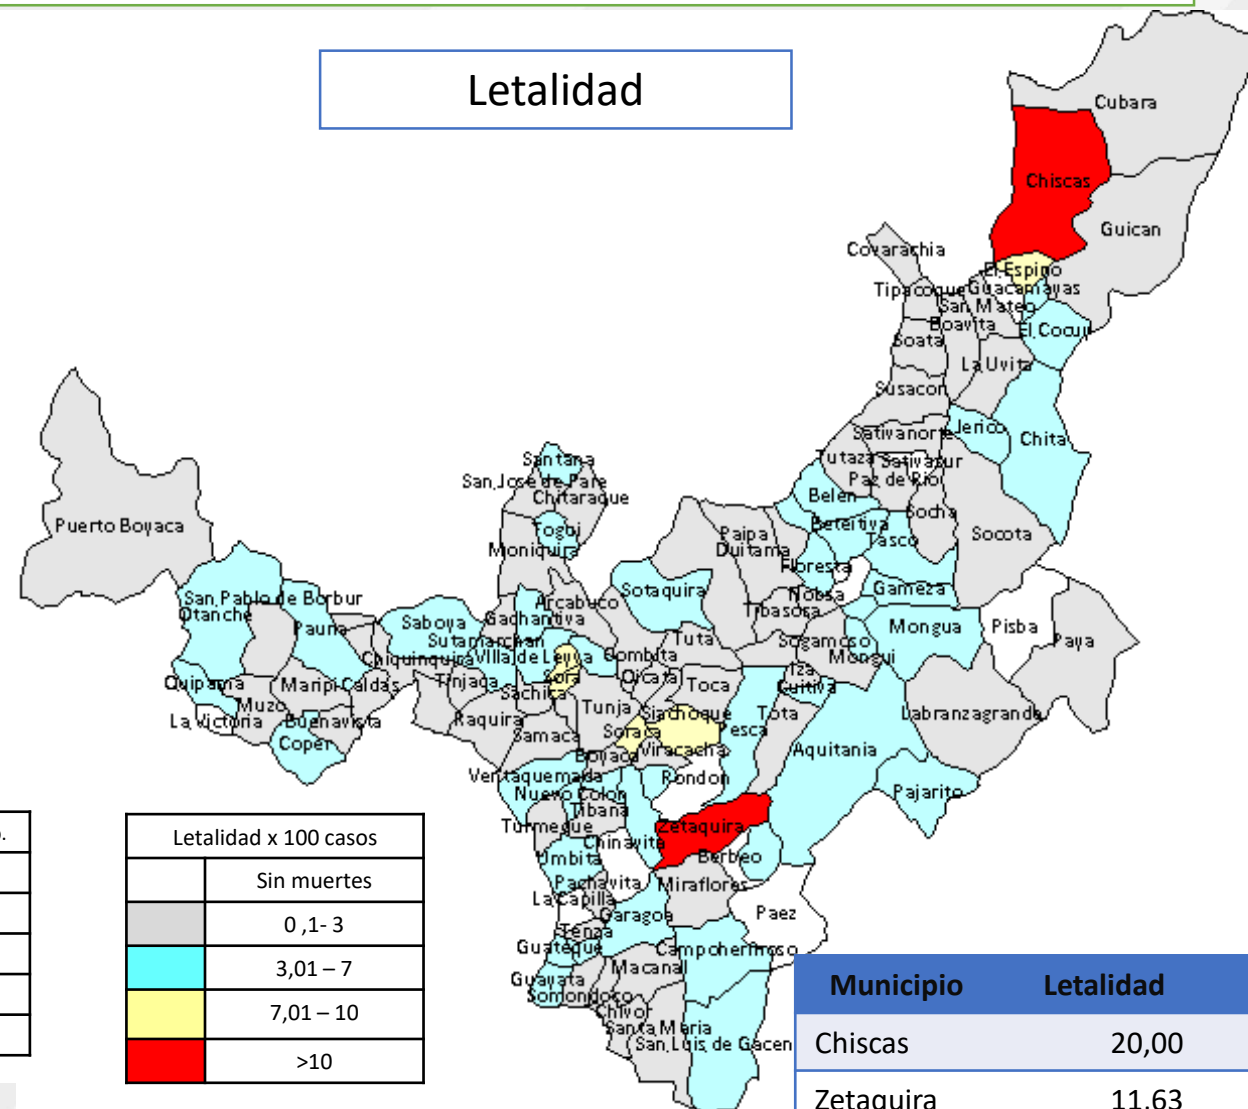 Letalidad
Cubara
Chiscas
Guican
Covarachia
El Espino
Tipacoque
Guacamayas
San Mateo
Boavita
El Cocuy
Soata
La Uvita
Susacon
Sativanorte
Jerico
Chita
Tutaza
Sativasur
Paz de Rio
Santana
San Jose de Pare
Chitaraque
Belen
Socha
Puerto Boyaca
Togui
Beteitiva
Paipa
Tasco
Socota
Moniquira
Duitama
Floresta
San Pablo de Borbur
Sotaquira
Gameza
Otanche
Arcabuco
Nobsa
Tibasosa
Pauna
Saboya
Gachantiva
Mongua
Pisba
Paya
Sutamarchan
Tuta
Sogamoso
Chiquinquira
Villa de Leyva
Combita
Mongui
Iza
Quipama
Maripi
Caldas
Tinjaca
Sora
Oicata
Toca
Cuitiva
Sachica
Muzo
Tunja
Siachoque
Tota
Labranzagrande
La Victoria
Buenavista
Raquira
Samaca
Soraca
Pesca
Coper
Boyaca
Viracacha
Aquitania
Ventaquemada
Rondon
Nuevo Colon
Pajarito
Tibana
Turmeque
Zetaquira
Chinavita
Umbita
Berbeo
Pachavita
Miraflores
La Capilla
Garagoa
Paez
Tenza
Guateque
Campohermoso
Macanal
Guayata
Somondoco
Chivor
Santa Maria
San Luis de Gacen
Letalidad x 100 casos
Sin muertes
0 ,1- 3
3,01 – 7
7,01 – 10
>10
Municipio Letalidad
Chiscas 20,00
Zetaquira 11,63